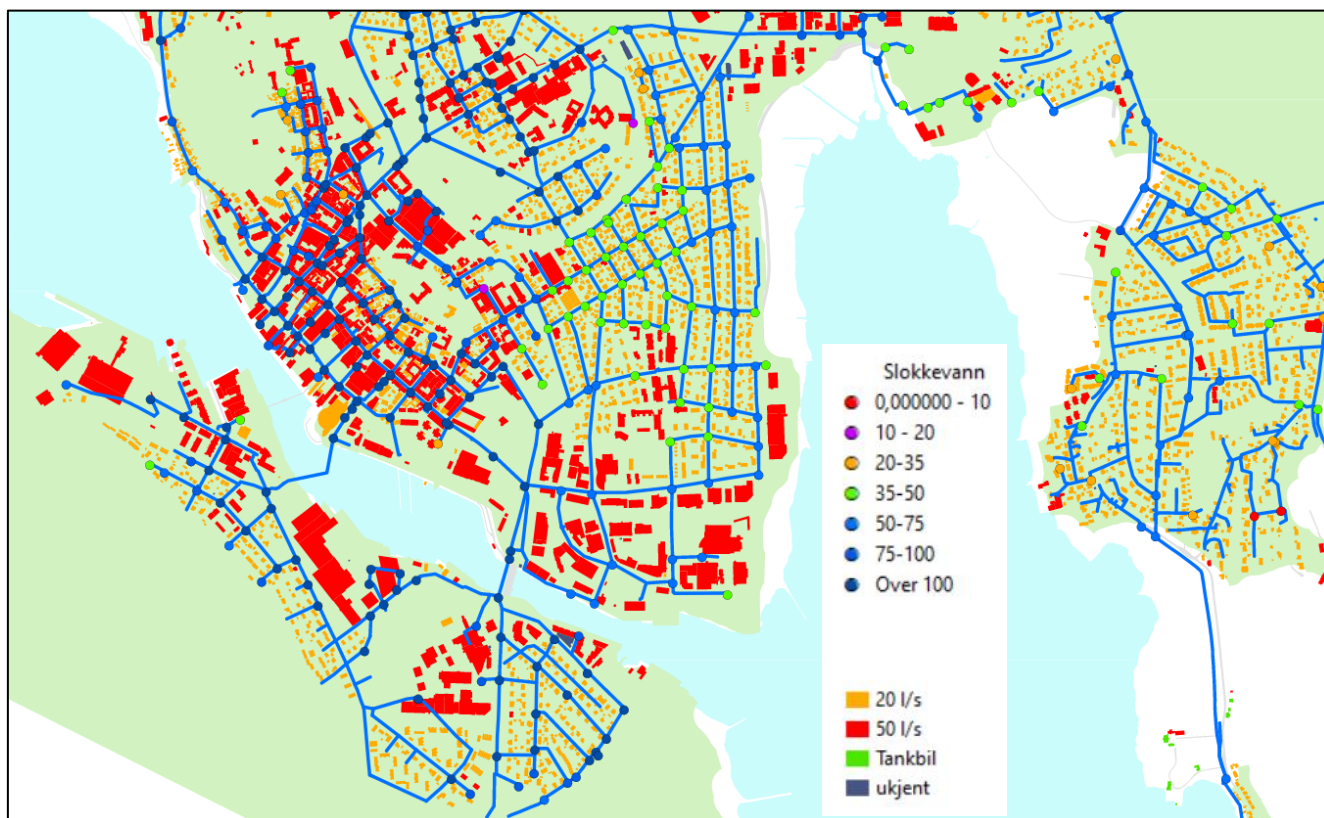 Slokkevann
0,000000 - 10
10 - 20
20-35
35-50
50-75
75-100
Over 100
20 l/s
50 l/s
Tankbil
ukjent